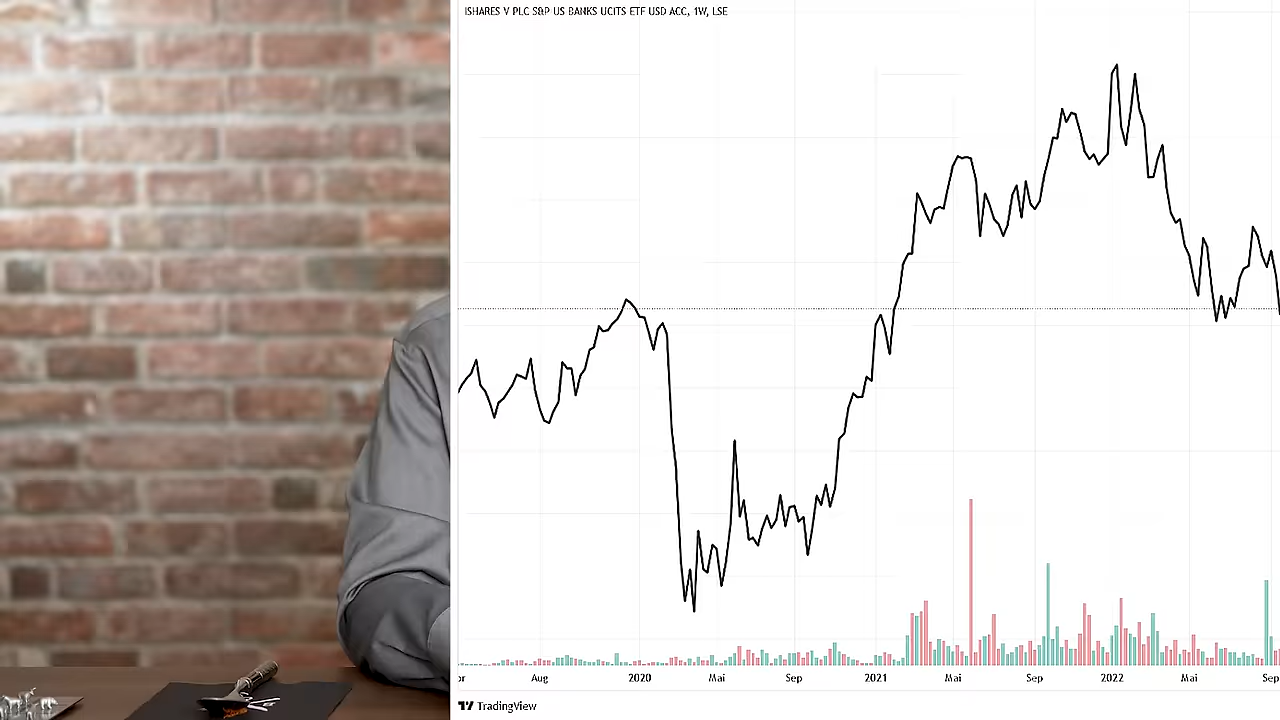 ISHARES V PLC S&P US BANKS UCITS ETF USD ACC, 1W, LSE
Aug 2020 Mai Sep 2021 Mai Sep 2022 Mai Sep
TradingView